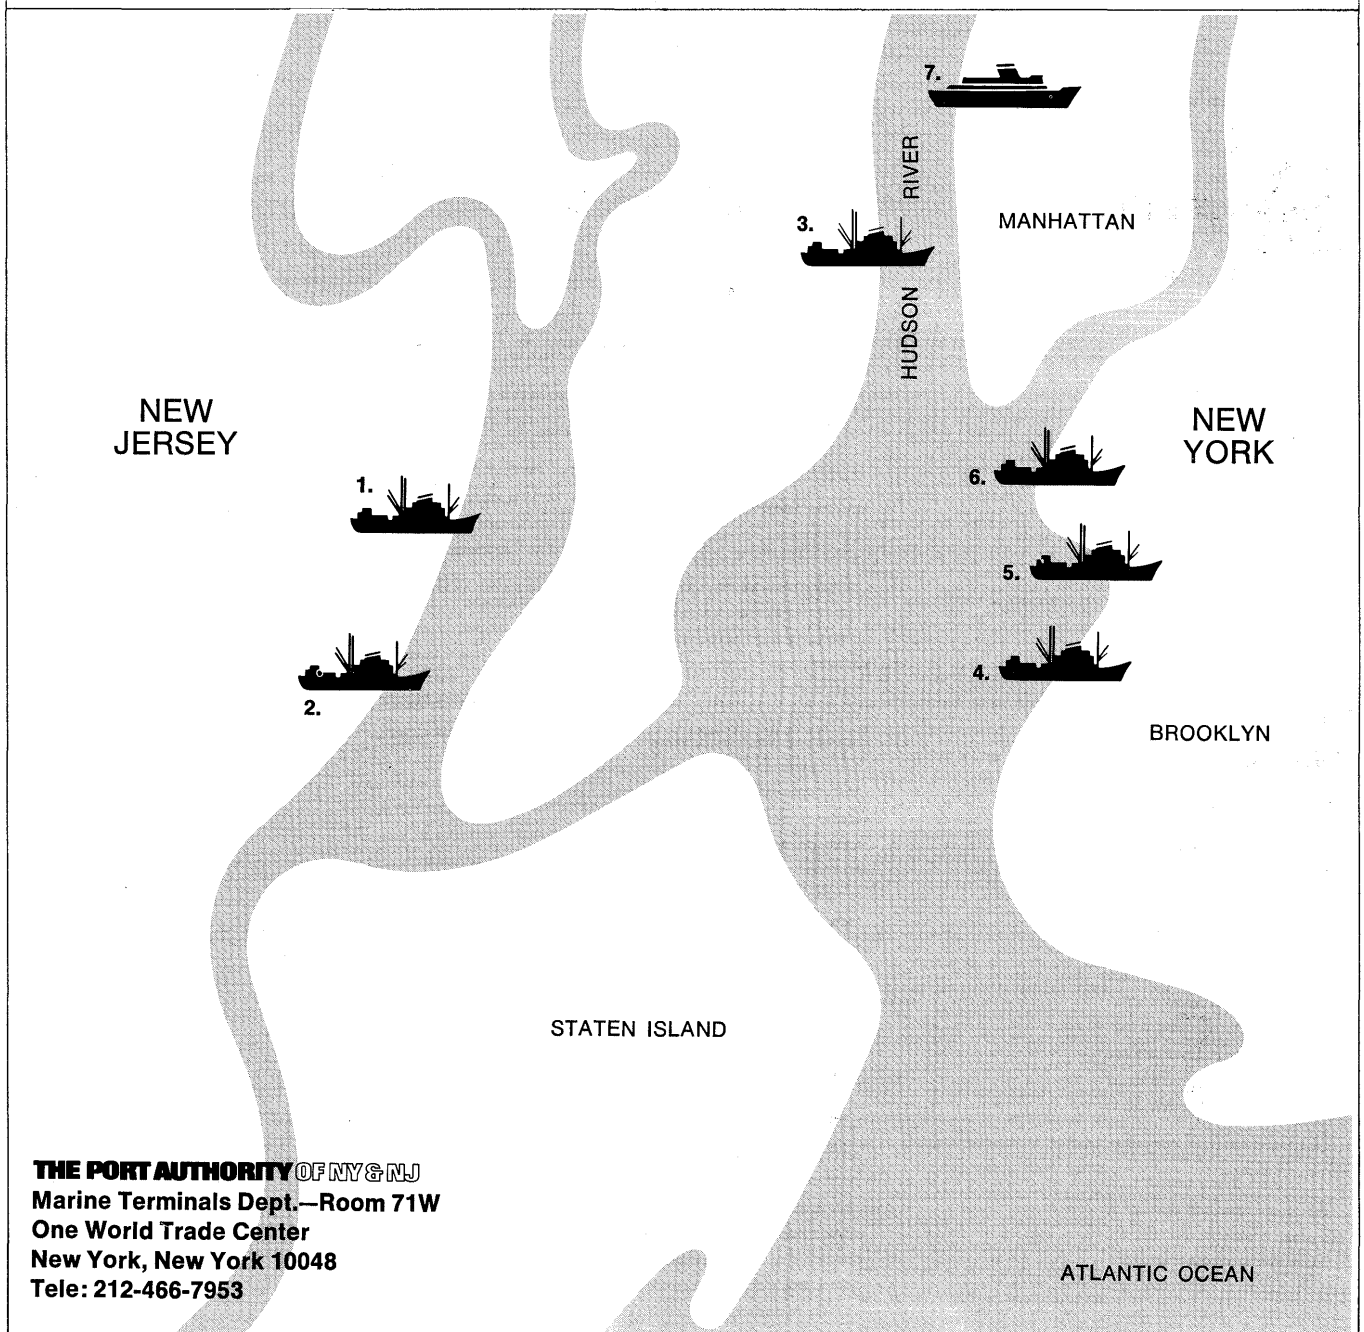 7.
RIVER
MANHATTAN
3.
HUDSON
NEW
JERSEY
NEW
YORK
6.
1.
5.
4.
2.
BROOKLYN
STATEN ISLAND
THE PORT AUTHORITY OF NY & NJ
Marine Terminals Dept.—Room 71W
One World Trade Center
New York, New York 10048
Tele: 212-466-7953
ATLANTIC OCEAN